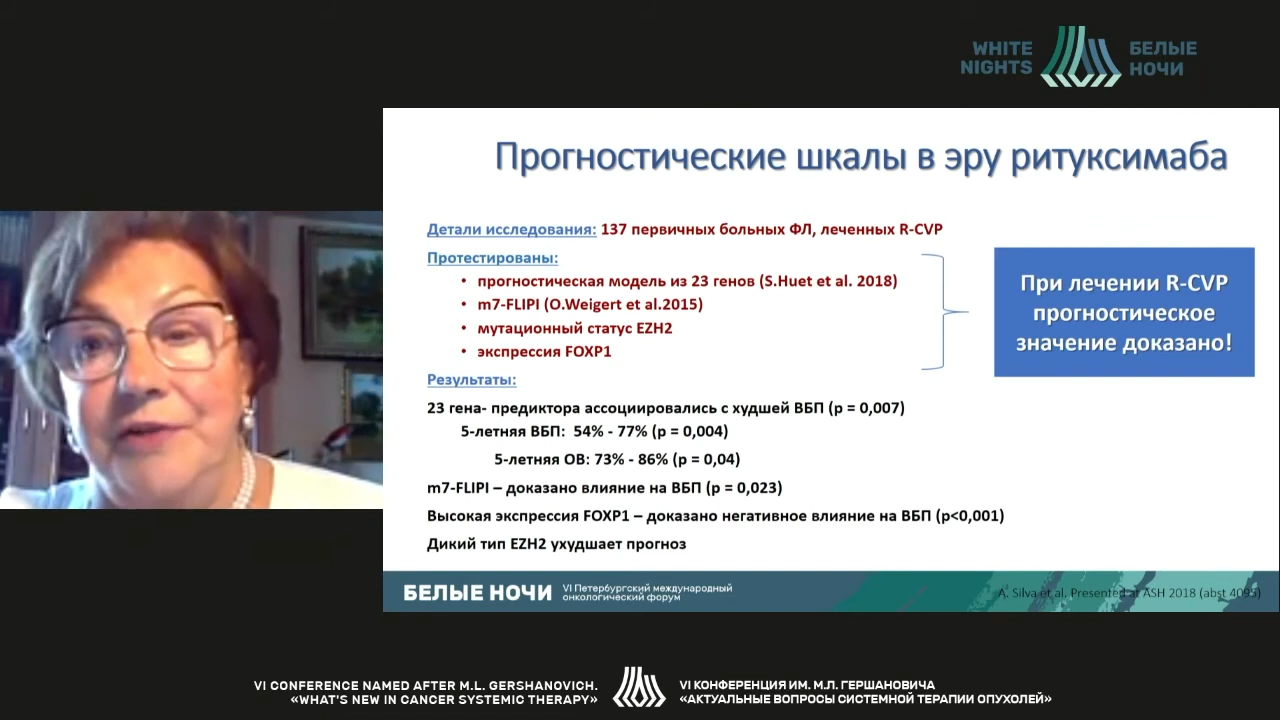 WHITE
NIGHTS
БЕЛЫЕ
НОЧИ
Прогностические шкалы в эру ритуксимаба
Детали исследования: 137 первичных больных ФЛ, леченных R-CVP
Протестированы:
• прогностическая модель из 23 генов (S.Huet et al. 2018)
• m7-FLIPI (O.Weigert et al.2015)
• мутационный статус EZH2
• экспрессия FOXP1
При лечении R-CVP
прогностическое
значение доказано!
Результаты:
23 гена- предиктора ассоциировались с худшей ВБП (p = 0,007)
5-летняя ВБП: 54% - 77% (p = 0,004)
5-летняя ОВ: 73% - 86% (p = 0,04)
m7-FLIPI – доказано влияние на ВБП (p = 0,023)
Высокая экспрессия FOXP1 – доказано негативное влияние на ВБП (p<0,001)
Дикий тип EZH2 ухудшает прогноз
БЕЛЫЕ НОЧИ
VI Петербургский международный
онкологический форум
A. Silva et al. Presented at ASH 2018 (abst
VI CONFERENCE NAMED AFTER M.L. GERSHANOVICH.
«WHAT'S NEW IN CANCER SYSTEMIC THERAPY»
VI КОНФЕРЕНЦИЯ ИМ. М.Л. ГЕРШАНОВИЧА
«АКТУАЛЬНЫЕ ВОПРОСЫ СИСТЕМНОЙ ТЕРАПИИ ОПУХОЛЕЙ»